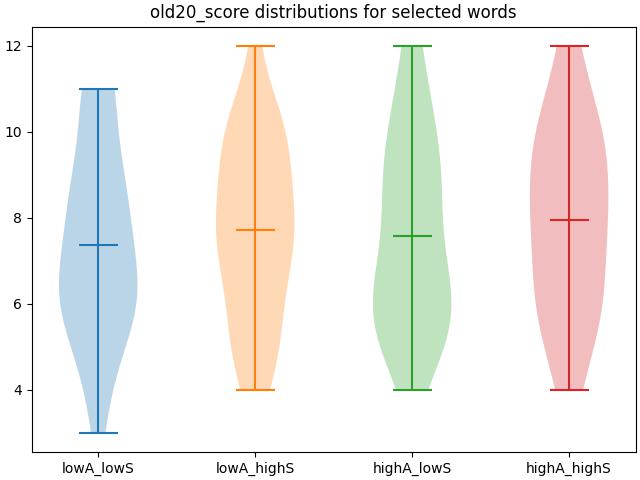 old20_score distributions for selected words
12
10
8
6
4
lowA_lowS
lowA_highS
highA_lowS
highA_highS